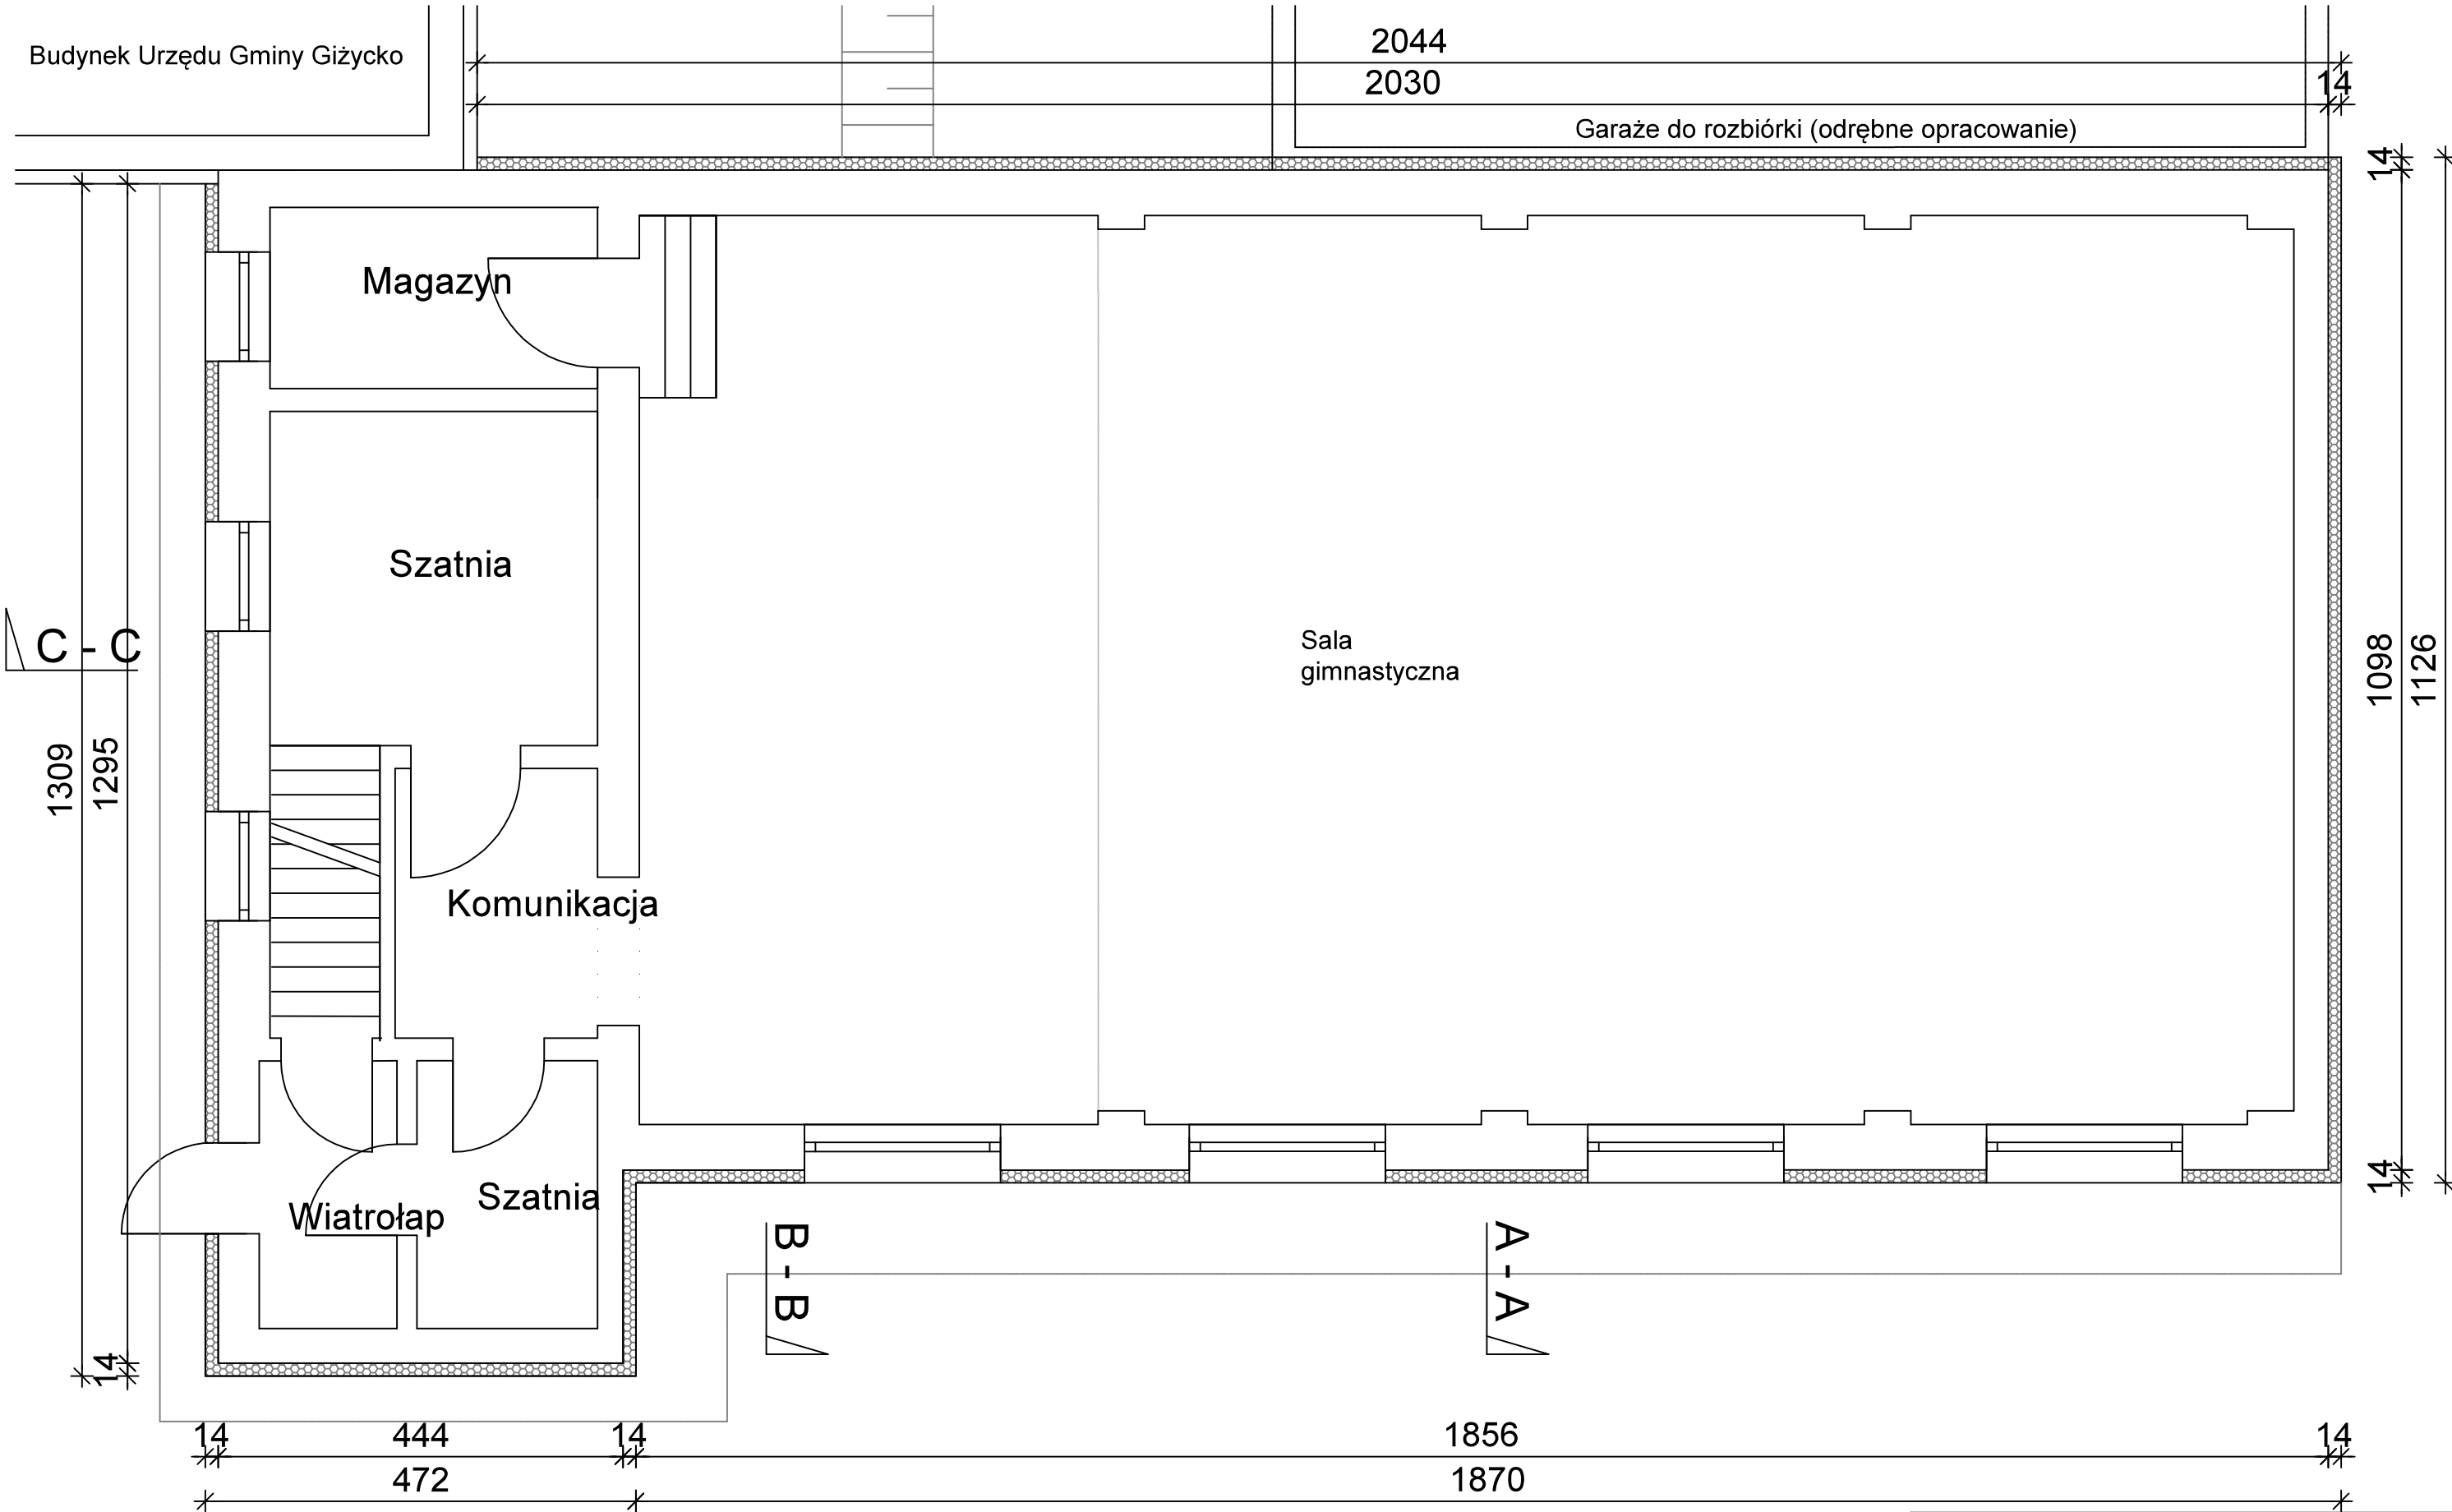 Budynek Urzędu Gminy Giżycko
2044
2030
14
Garaże do rozbiórki (odrębne opracowanie)
14
Magazyn
Szatnia
C - C
Sala
gimnastyczna
1098
1126
1309
1295
Komunikacja
14
Szatnia
Wiatrołap
B - B
A - A
14
14
444
14
1856
14
472
1870